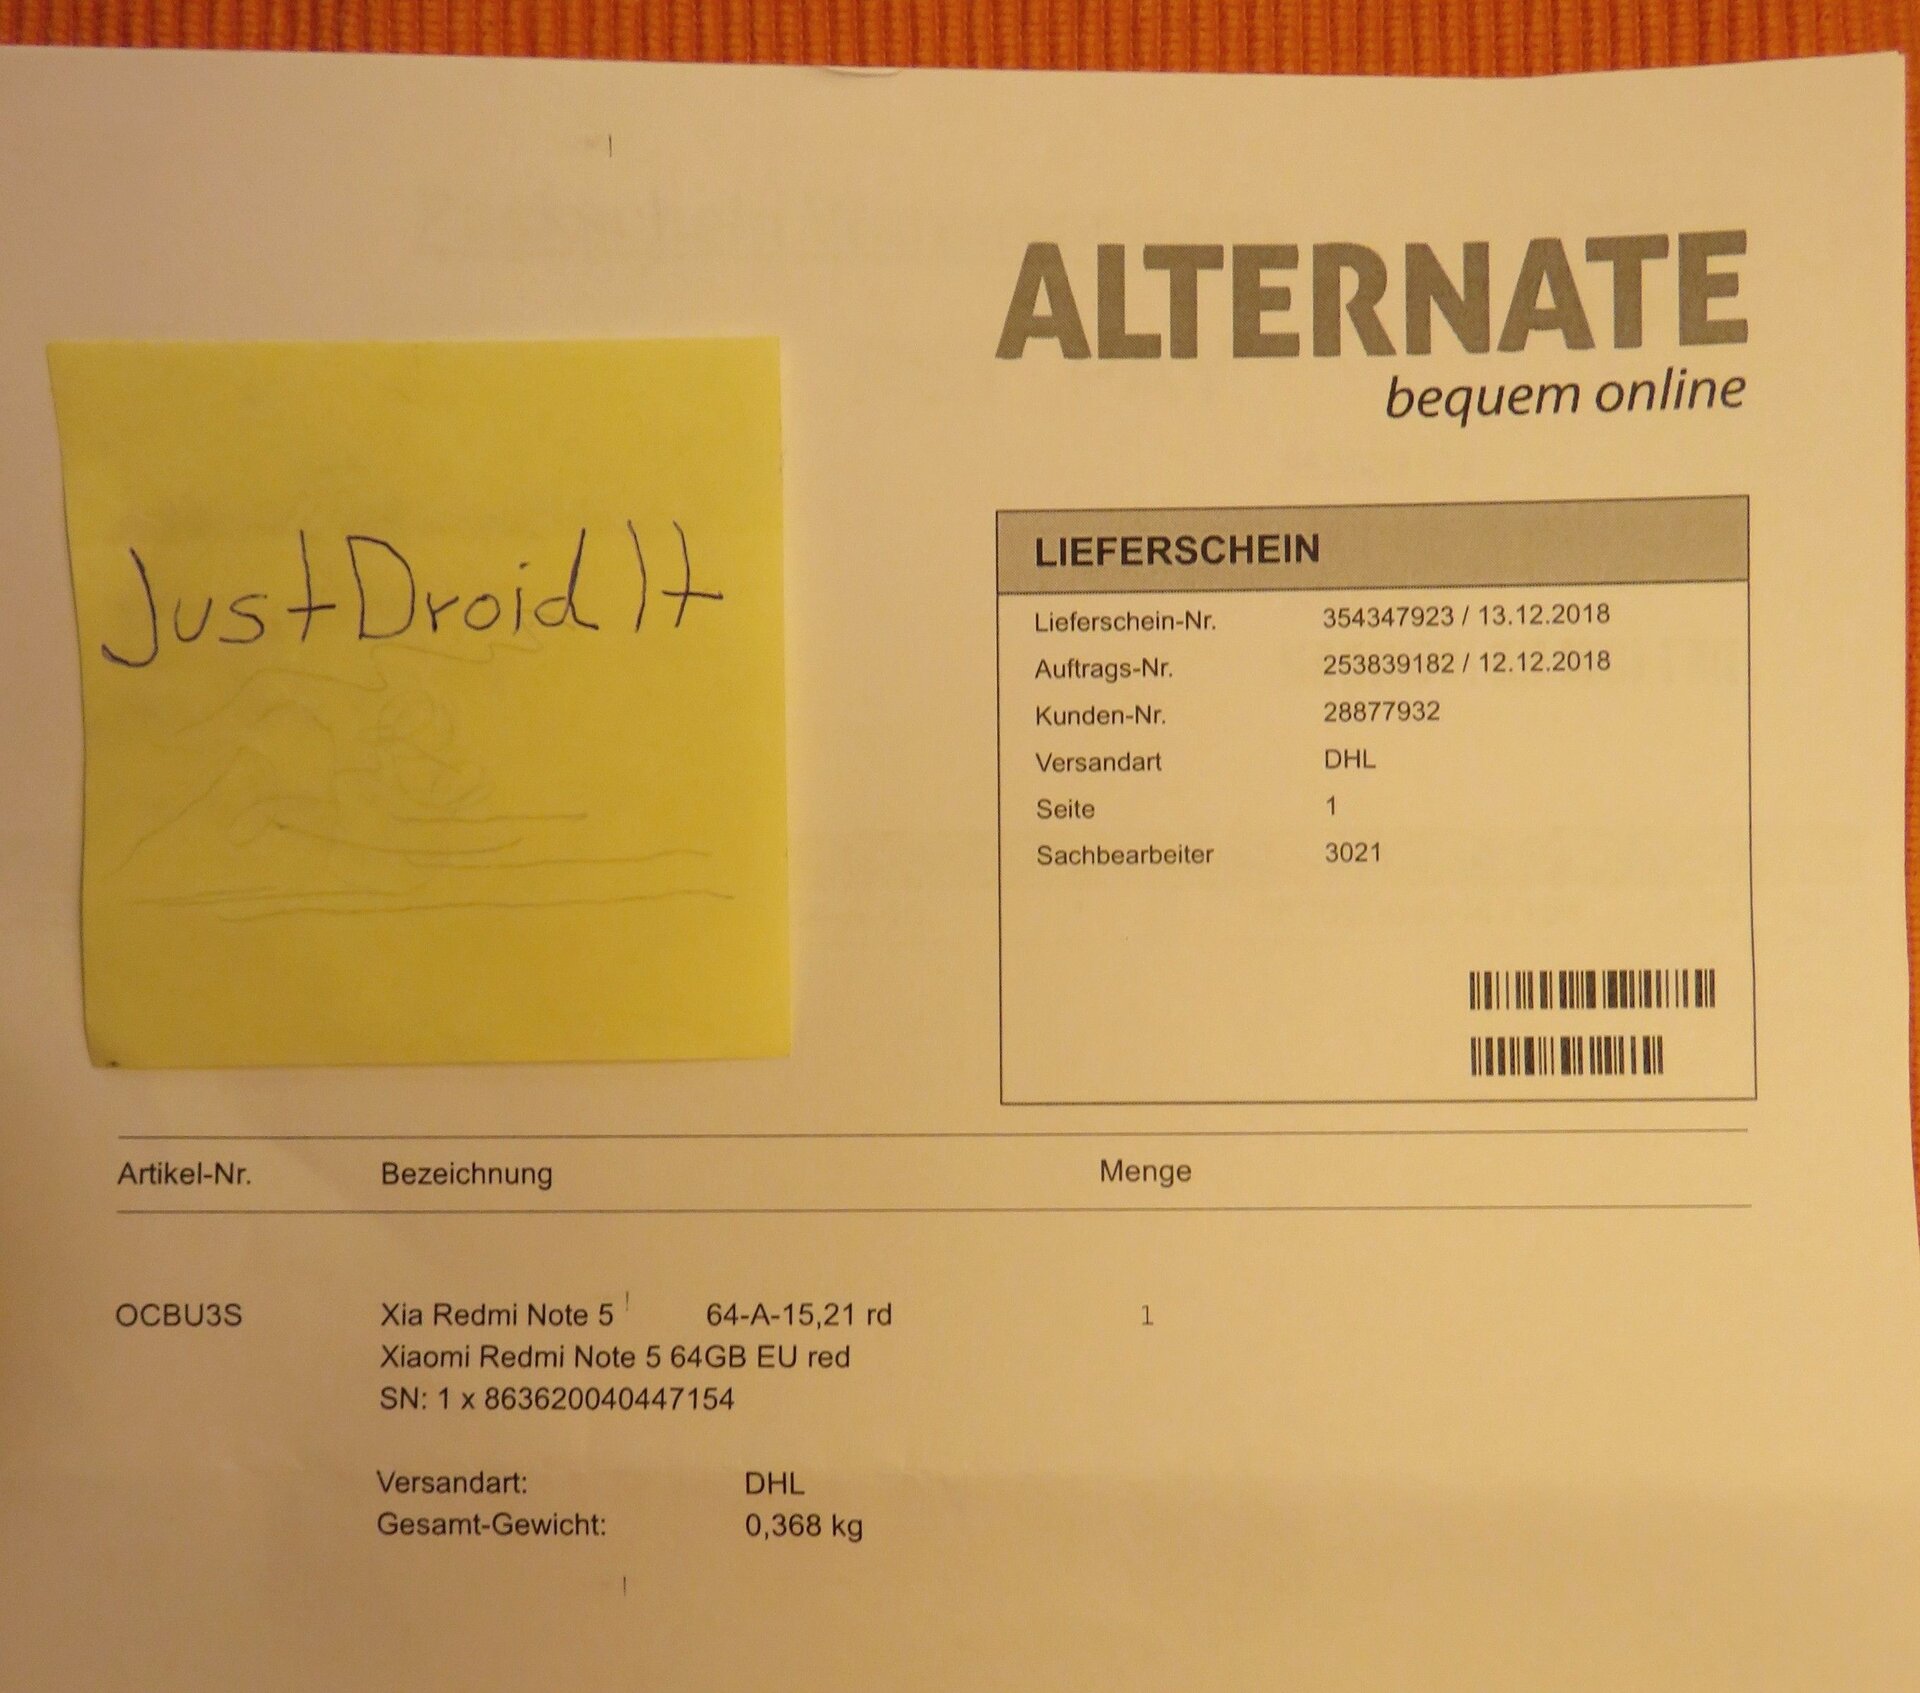 ALTERNATE
bequem online
JustDroidIt
LIEFERSCHEIN
Lieferschein-Nr. 354347923 / 13.12.2018
Auftrags-Nr. 253839182 / 12.12.2018
Kunden-Nr. 28877932
Versandart DHL
Seite 1
Sachbearbeiter 3021
Artikel-Nr. Bezeichnung Menge
OCBU3S Xia Redmi Note 5 64-A-15,21 rd 1
Xiaomi Redmi Note 5 64GB EU red
SN: 1 x 863620040447154
Versandart: DHL
Gesamt-Gewicht: 0,368 kg